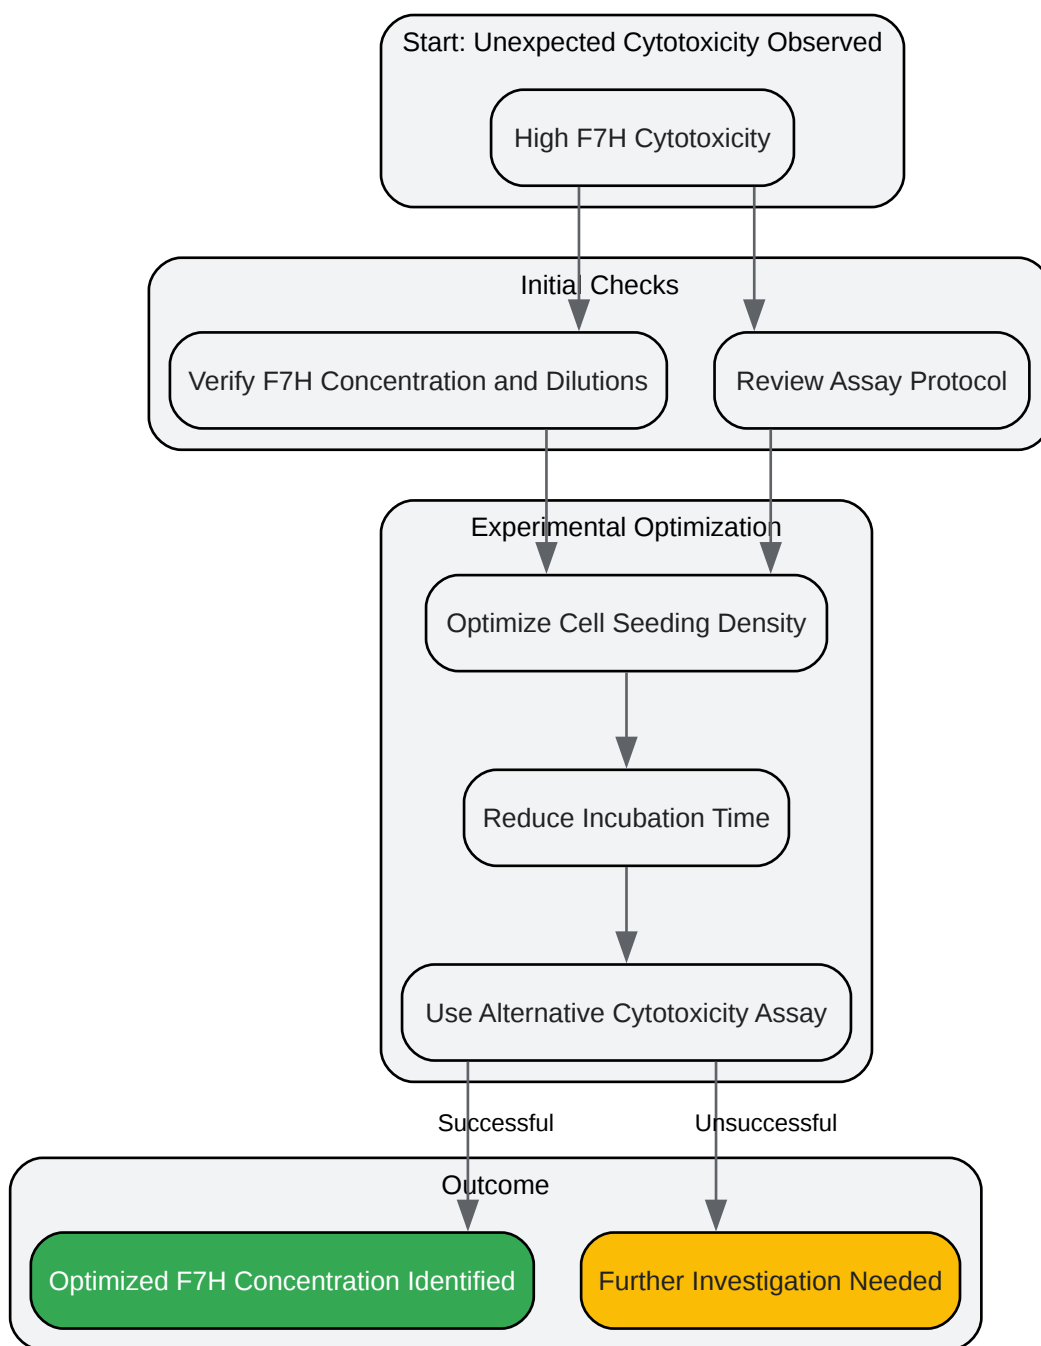 Start: Unexpected Cytotoxicity Observed
High F7H Cytotoxicity
Initial Checks
Verify F7H Concentration and Dilutions
Review Assay Protocol
Experimental Optimization
Optimize Cell Seeding Density
Reduce Incubation Time
Use Alternative Cytotoxicity Assay
Successful
Unsuccessful
Outcome
Optimized F7H Concentration Identified
Further Investigation Needed